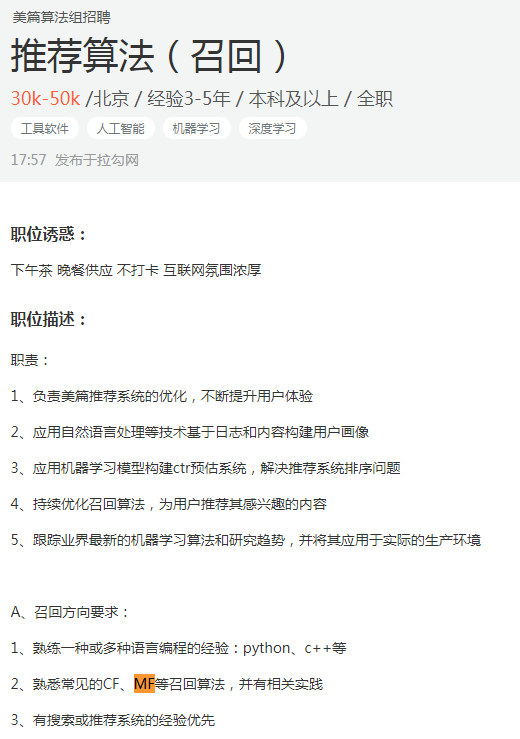 美篇算法组招聘
推荐算法（召回）
30k-50k /北京 / 经验3-5年 / 本科及以上 / 全职
工具软件 人工智能 机器学习 深度学习
17:57 发布于拉勾网
职位诱惑：
下午茶 晚餐供应 不打卡 互联网氛围浓厚
职位描述：
职责：
1、负责美篇推荐系统的优化，不断提升用户体验
2、应用自然语言处理等技术基于日志和内容构建用户画像
3、应用机器学习模型构建ctr预估系统，解决推荐系统排序问题
4、持续优化召回算法，为用户推荐其感兴趣的内容
5、跟踪业界最新的机器学习算法和研究趋势，并将其应用于实际的生产环境
A、召回方向要求：
1、熟练一种或多种语言编程的经验：python、c++等
2、熟悉常见的CF、MF等召回算法，并有相关实践
3、有搜索或推荐系统的经验优先